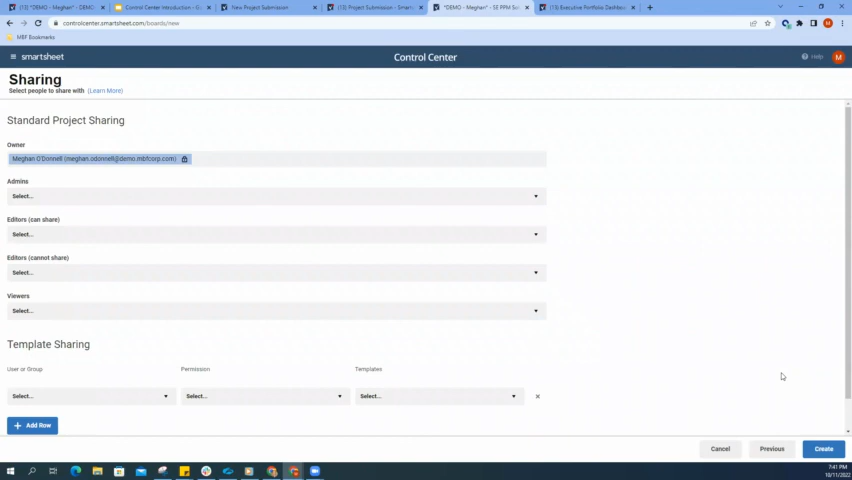 (13) *DEMO - Meghan* - DEMO
Control Center Introduction - G
New Project Submission
(13) Project Submission - Smarts
*DEMO - Meghan* - SE PPM So
(13) Executive Portfolio Dashboa
controlcenter.smartsheet.com/boards/new
MBF Bookmarks
smartsheet
Control Center
Help
M
Sharing
Select people to share with (Learn More)
Standard Project Sharing
Owner
Meghan O'Donnell (meghan.odonnell@demo.mbfcorp.com)
Admins
Select...
Editors (can share)
Select...
Editors (cannot share)
Select...
Viewers
Select...
Template Sharing
User or Group Permission Templates
Select... Select... Select...
+ Add Row
Cancel Previous Create
7:41 PM
10/11/2022